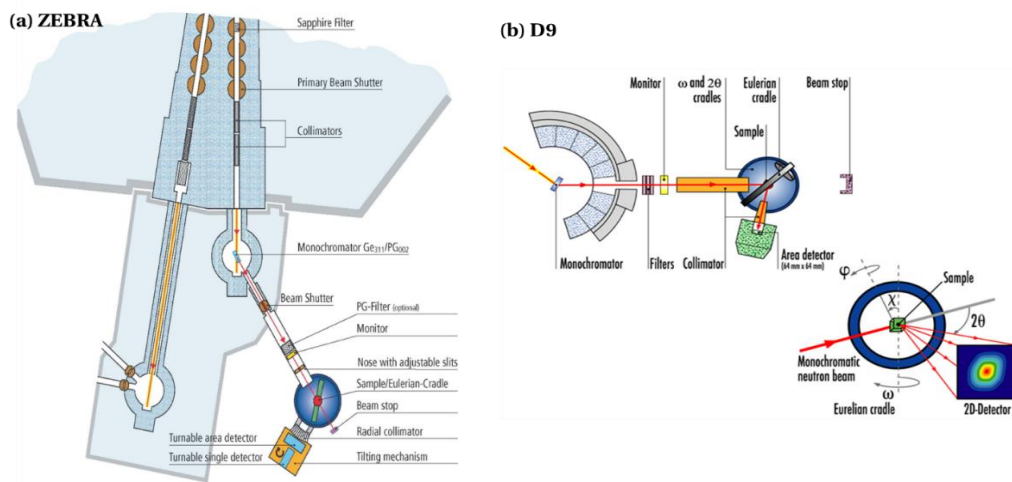 (a) ZEBRA
Sapphire Filter
Primary Beam Shutter
Collimators
Monochromator Ge311/PG002
Beam Shutter
PG-Filter (optional)
Monitor
Nose with adjustable slits
Sample/Eulerian-Cradle
Beam stop
Radial collimator
Tilting mechanism
Turnable area detector
Turnable single detector
(b) D9
Monitor
ω and 2θ
cradles
Eulerian
cradle
Beam stop
Sample
Monochromator
Filters
Collimator
Area detector
(64 mm x 64 mm)
φ
χ
Sample
2θ
Monochromatic
neutron beam
ω
Eurelian cradle
2D-Detector